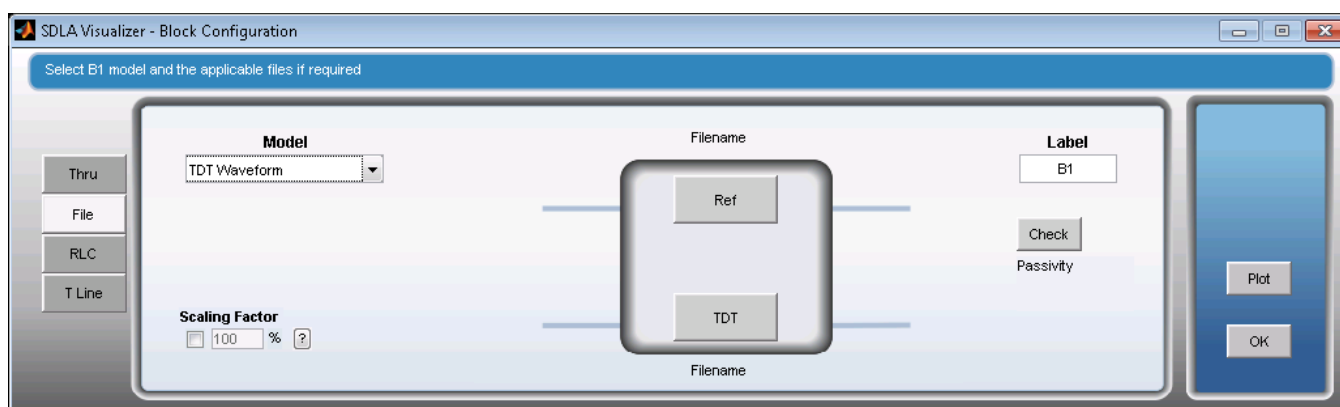 SDLA Visualizer - Block Configuration
Select B1 model and the applicable files if required
Thru
File
RLC
T Line
Model
TDT Waveform
Scaling Factor
100 % ?
Filename
Ref
TDT
Filename
Label
B1
Check
Passivity
Plot
OK